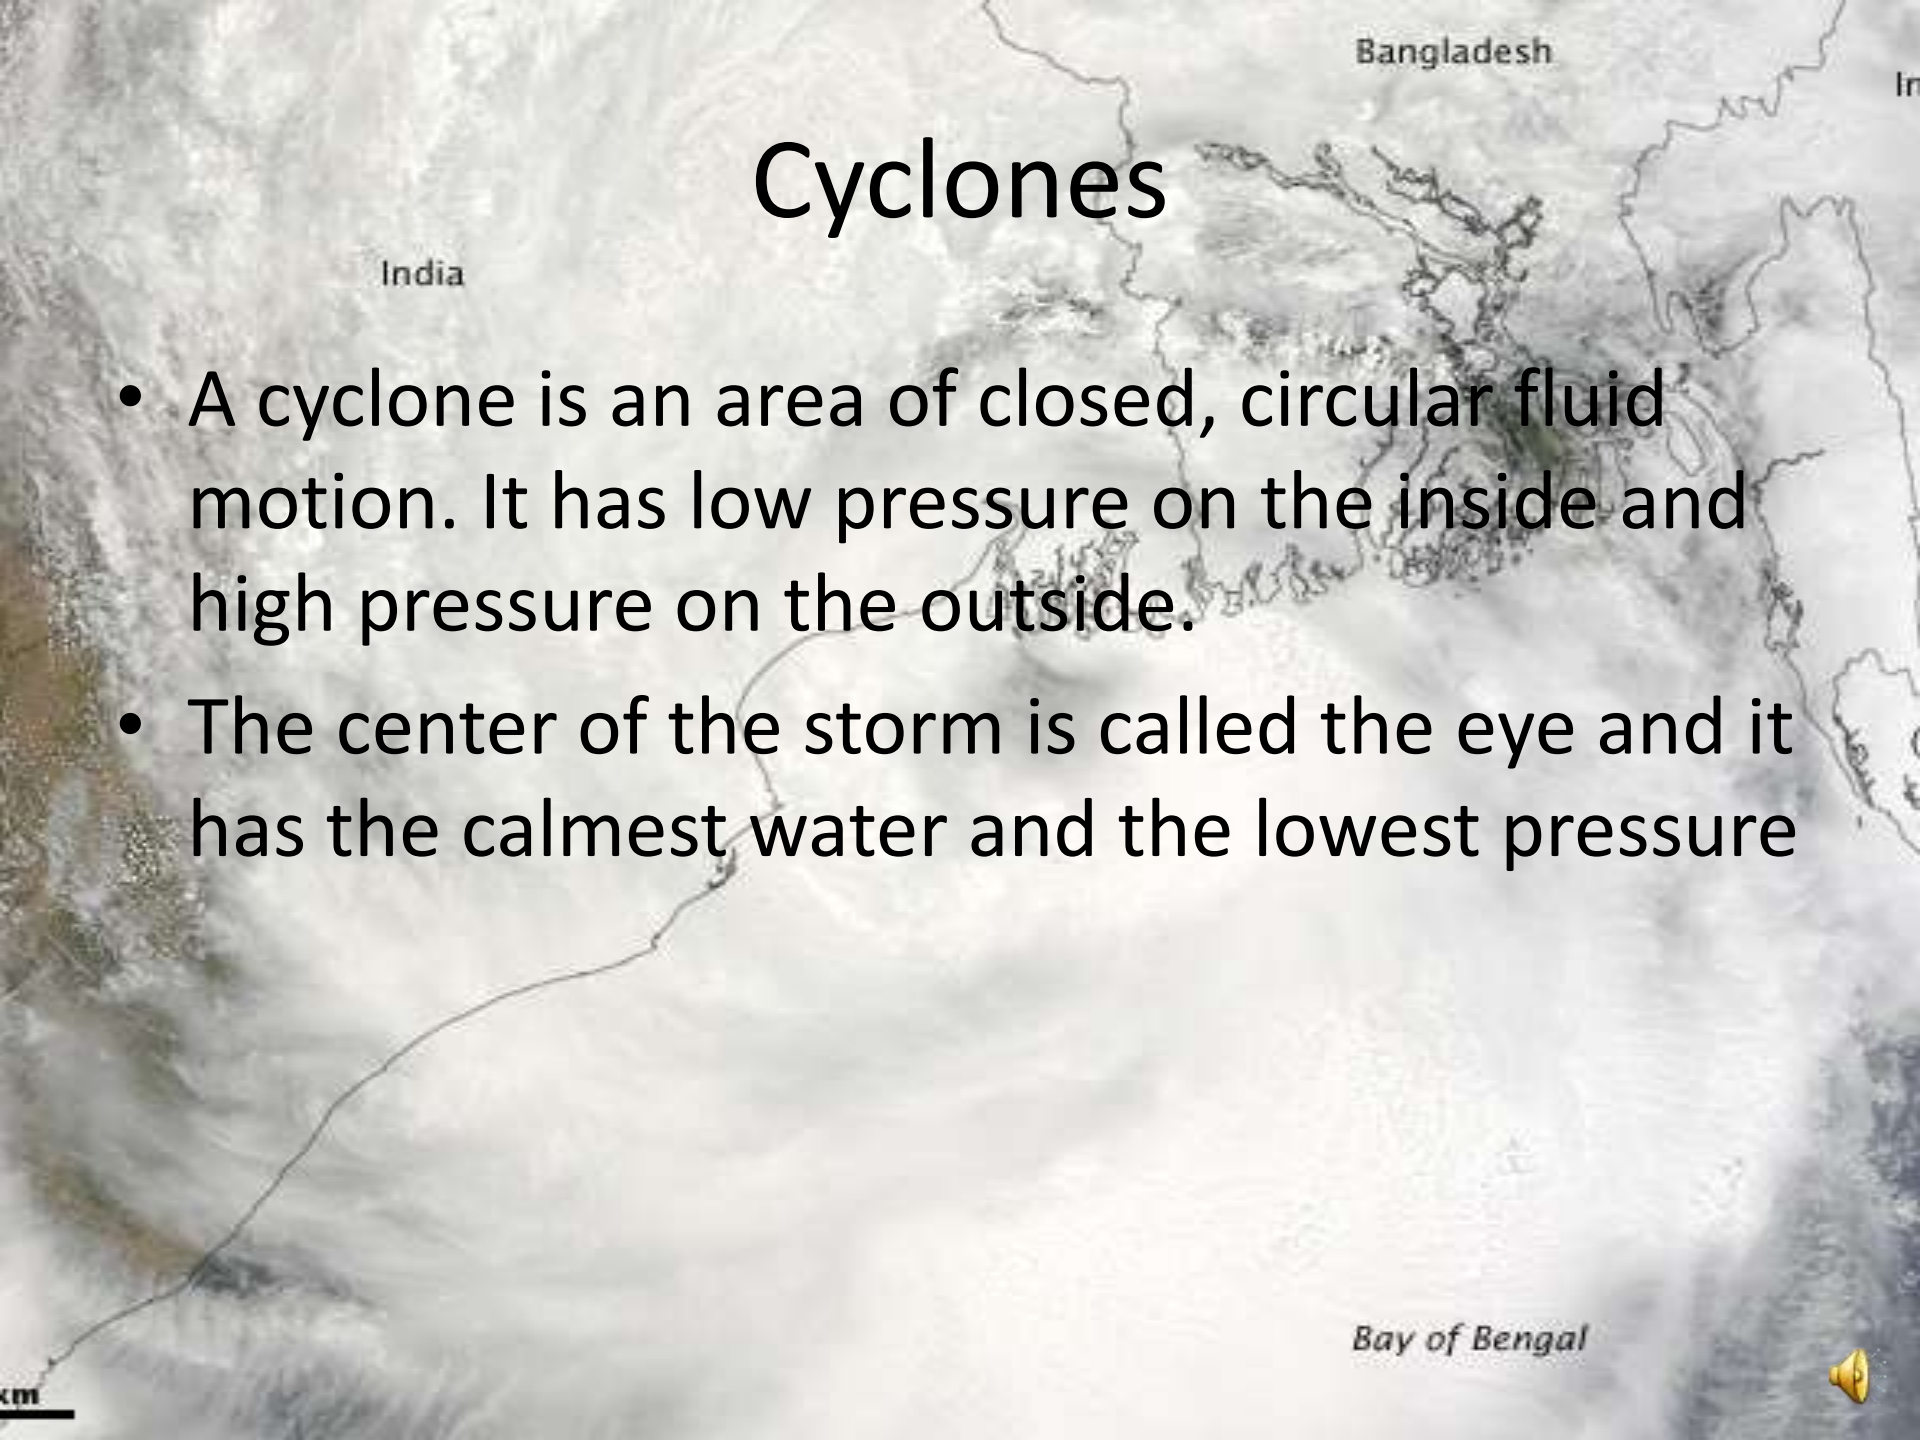 Bangladesh
In
Cyclones
India
• A cyclone is an area of closed, circular fluid
motion. It has low pressure on the inside and
high pressure on the outside.
• The center of the storm is called the eye and it
has the calmest water and the lowest pressure
Bay of Bengal
km